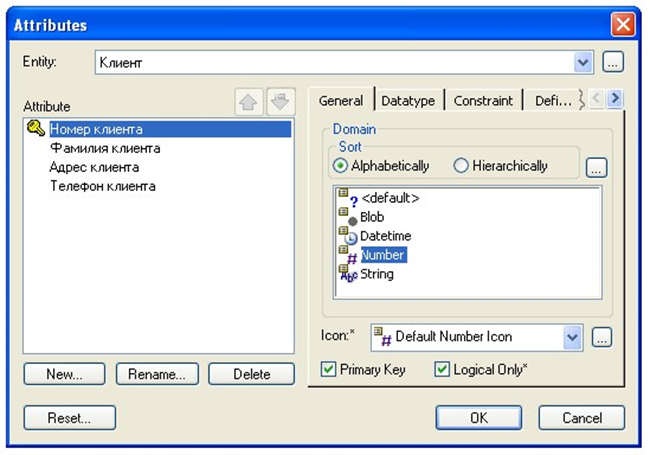 Attributes
Entity: Клиент ...
Attribute
Номер клиента
Фамилия клиента
Адрес клиента
Телефон клиента
New... Rename... Delete
General Datatype Constraint Defi...
Domain
Sort
Alphabetically Hierarchically ...
<default>
Blob
Datetime
Number
String
Icon:* Default Number Icon ...
Primary Key Logical Only*
Reset... OK Cancel